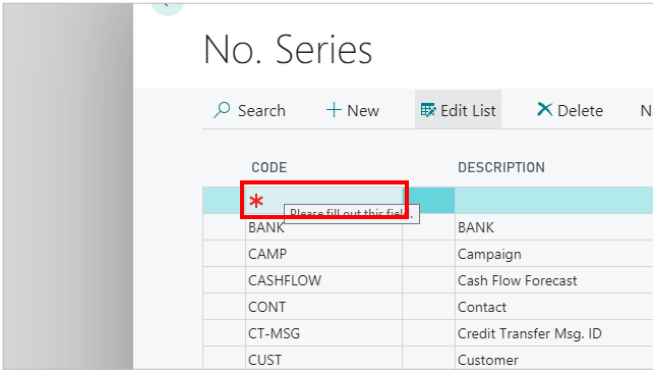 No. Series
Search + New Edit List Delete N
CODE DESCRIPTION
* Please fill out this field.
BANK BANK
CAMP Campaign
CASHFLOW Cash Flow Forecast
CONT Contact
CT-MSG Credit Transfer Msg. ID
CUST Customer